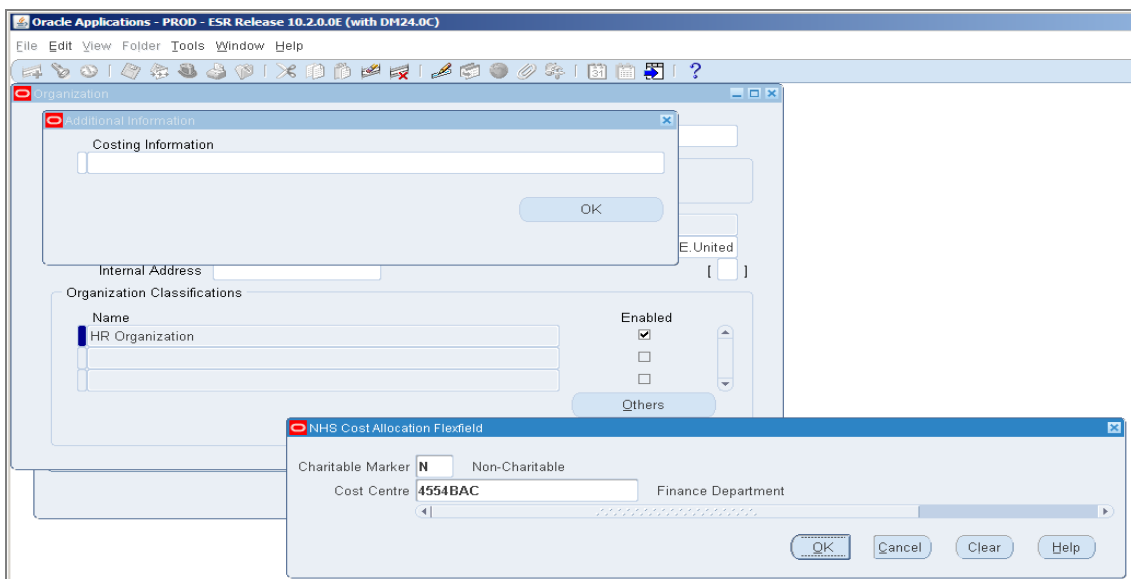 Oracle Applications - PROD - ESR Release 10.2.0.0E (with DM24.0C)
File Edit View Folder Tools Window Help
31
?
Organization
Additional Information
Costing Information
OK
E.United
Internal Address
[ ]
Organization Classifications
Name Enabled
HR Organization
Others
NHS Cost Allocation Flexfield
Charitable Marker N Non-Charitable
Cost Centre 4554BAC Finance Department
OK Cancel Clear Help